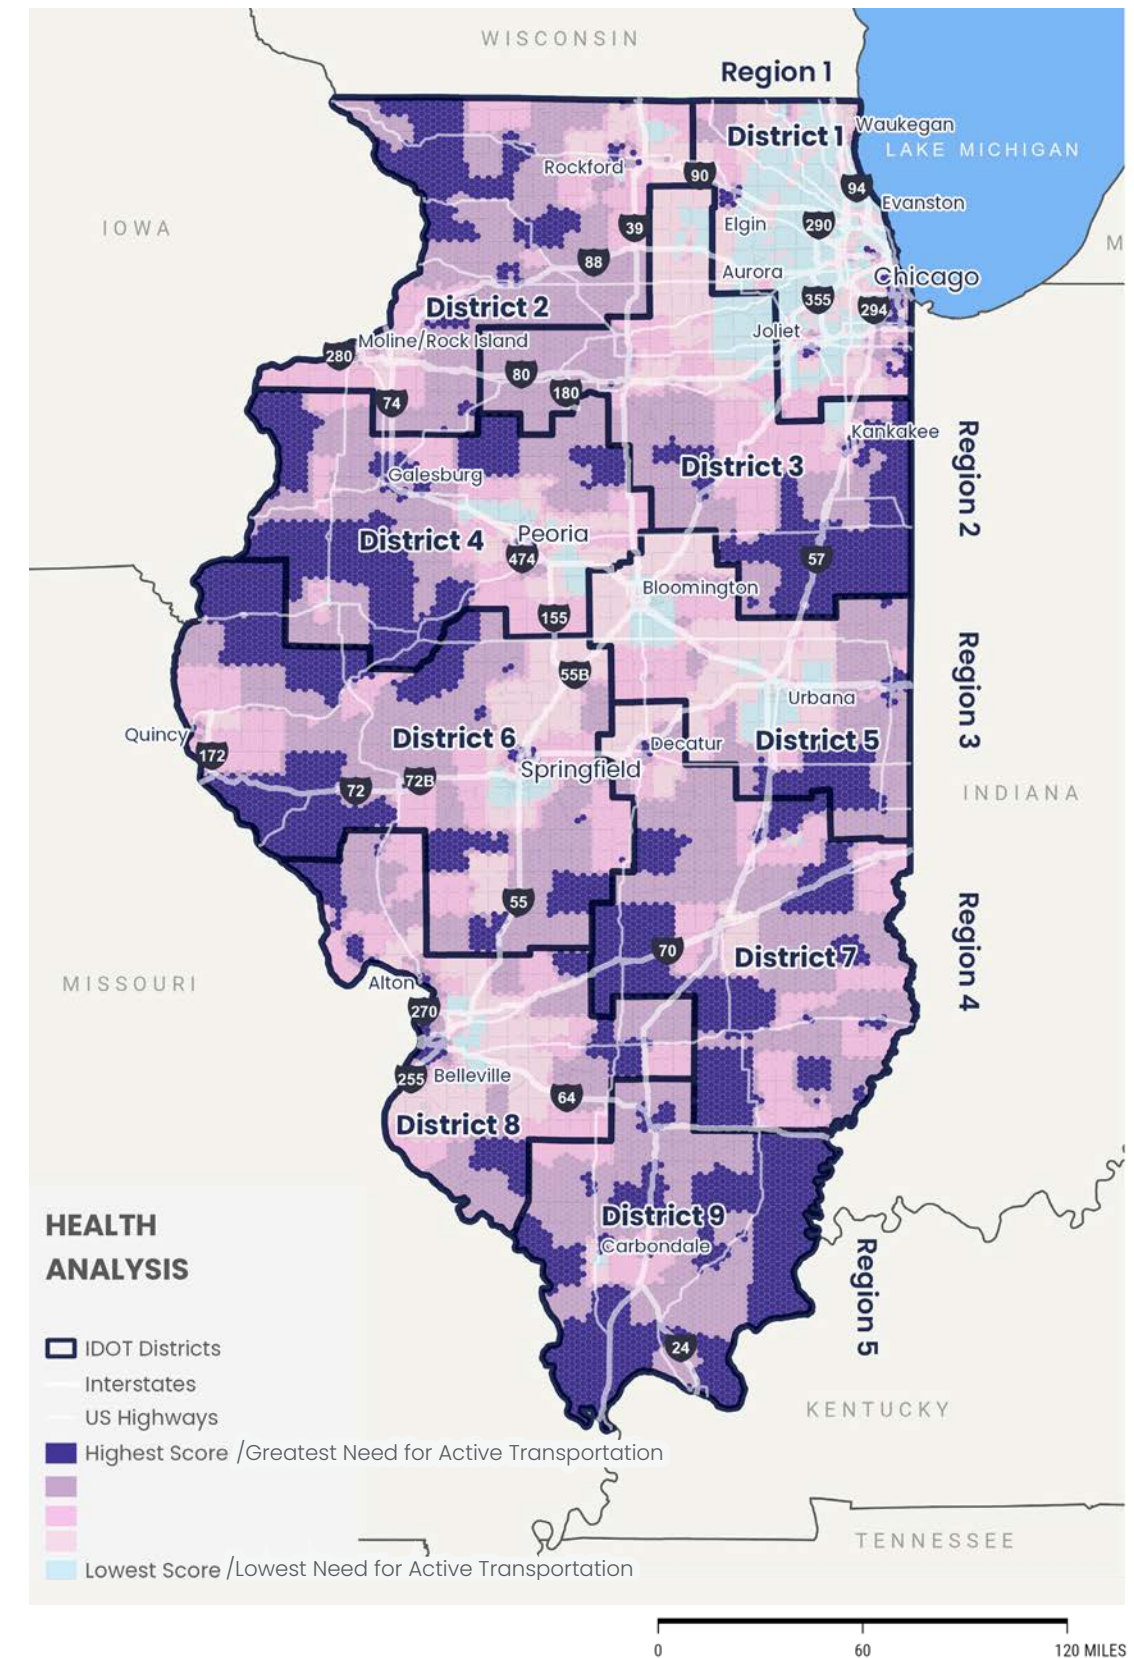 WISCONSIN
Region 1
District 1
Waukegan
LAKE MICHIGAN
Rockford
90
94
Evanston
IOWA
39
Elgin
290
M
88
Aurora
Chicago
District 2
355
294
Moline/Rock Island
Joliet
280
80
180
74
Kankakee
Region 2
District 3
Galesburg
District 4
Peoria
474
57
Bloomington
155
55B
Region 3
Urbana
Quincy
District 6
Decatur
District 5
172
Springfield
72
72B
INDIANA
55
70
District 7
Region 4
MISSOURI
Alton
270
255
Belleville
64
District 8
HEALTH
ANALYSIS
District 9
Carbondale
Region 5
IDOT Districts
24
Interstates
US Highways
KENTUCKY
Highest Score /Greatest Need for Active Transportation
TENNESSEE
Lowest Score /Lowest Need for Active Transportation
0 60 120 MILES